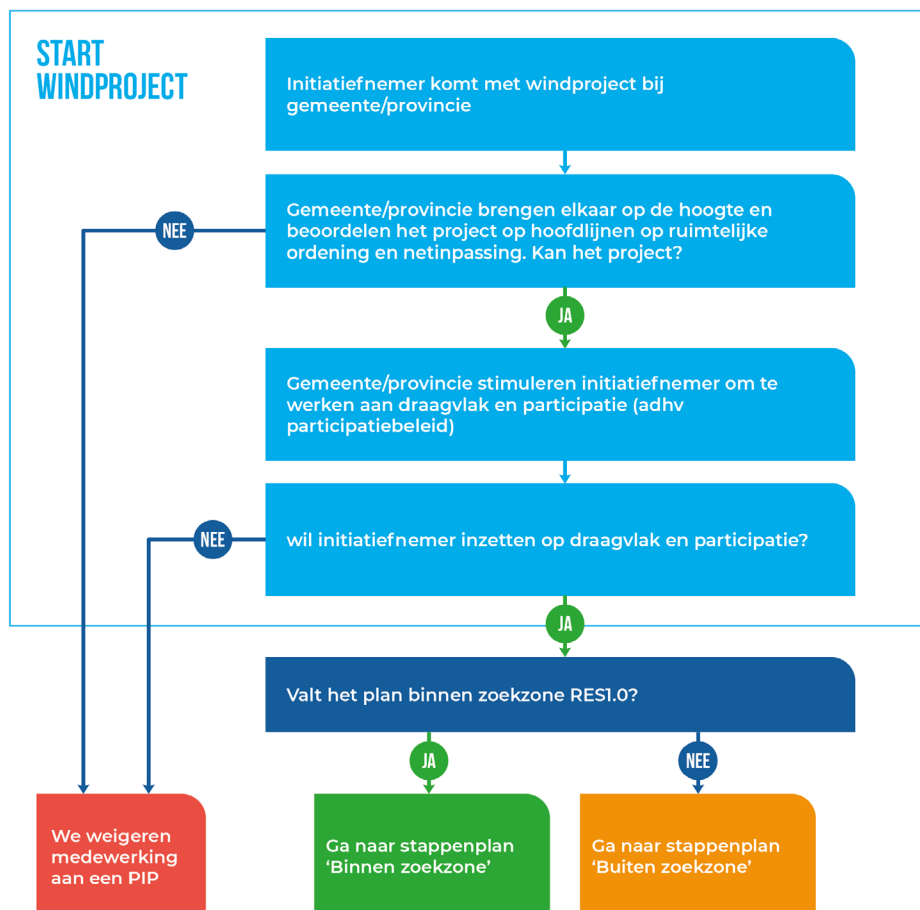 START
WINDPROJECT
Initiatiefnemer komt met windproject bij
gemeente/provincie
NEE
Gemeente/provincie brengen elkaar op de hoogte en
beoordelen het project op hoofdlijnen op ruimtelijke
ordening en netinpassing. Kan het project?
JA
Gemeente/provincie stimuleren initiatiefnemer om te
werken aan draagvlak en participatie (adhv
participatiebeleid)
NEE
wil initiatiefnemer inzetten op draagvlak en participatie?
JA
Valt het plan binnen zoekzone RES1.0?
JA
NEE
We weigeren
medewerking
aan een PIP
Ga naar stappenplan
‘Binnen zoekzone’
Ga naar stappenplan
‘Buiten zoekzone’